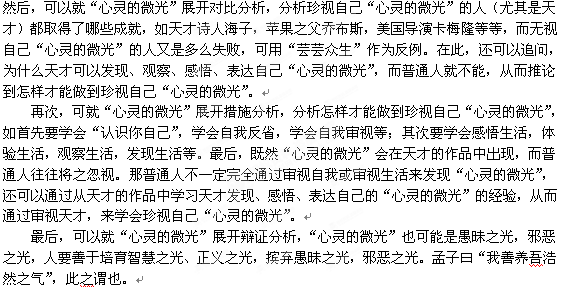 然后，可以就“心灵的微光”展开对比分析，分析珍视自己“心灵的微光”的人（尤其是天
才）都取得了哪些成就，如天才诗人海子，苹果之父乔布斯，美国导演卡梅隆等等，而无视
自己“心灵的微光”的人又是多么失败，可用“芸芸众生”作为反例。在此，还可以追问，
为什么天才可以发现、观察、感悟、表达自己“心灵的微光”，而普通人就不能，从而推论
到怎样才能做到珍视自己“心灵的微光”。
再次，可就“心灵的微光”展开措施分析，分析怎样才能做到珍视自己“心灵的微光”，
如首先要学会“认识你自己”，学会自我反省，学会自我审视等；其次要学会感悟生活，体
验生活，观察生活，发现生活等。最后，既然“心灵的微光”会在天才的作品中出现，而普
通人往往将之忽视。那普通人不一定完全通过审视自我或审视生活来发现“心灵的微光”，
还可以通过从天才的作品中学习天才发现、感悟、表达自己的“心灵的微光”的经验，从而
通过审视天才，来学会珍视自己“心灵的微光”。
最后，可以就“心灵的微光”展开辩证分析，“心灵的微光”也可能是愚昧之光，邪恶
之光，人要善于培育智慧之光、正义之光，摈弃愚昧之光，邪恶之光。孟子曰“我善养吾浩
然之气”，此之谓也。